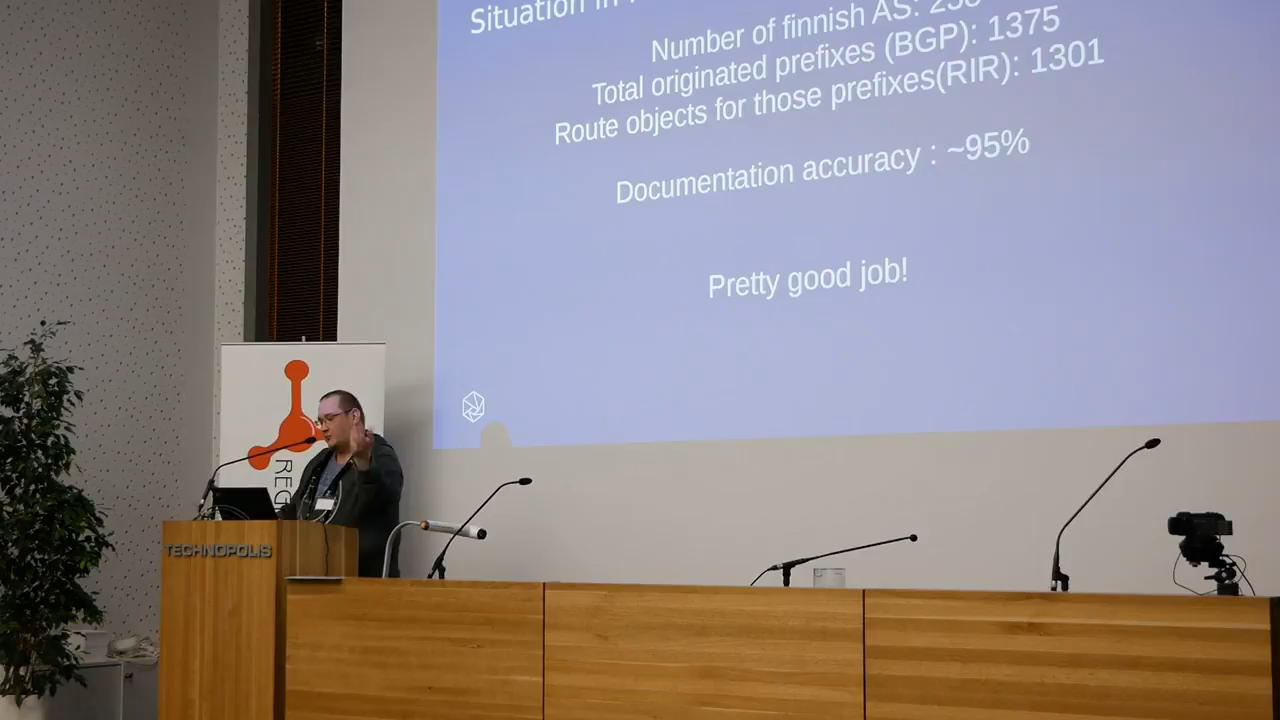 Situation in
Number of finnish AS:
Total originated prefixes (BGP): 1375
Route objects for those prefixes(RIR): 1301
Documentation accuracy : ~95%
Pretty good job!
REG
TECHNOPOLIS